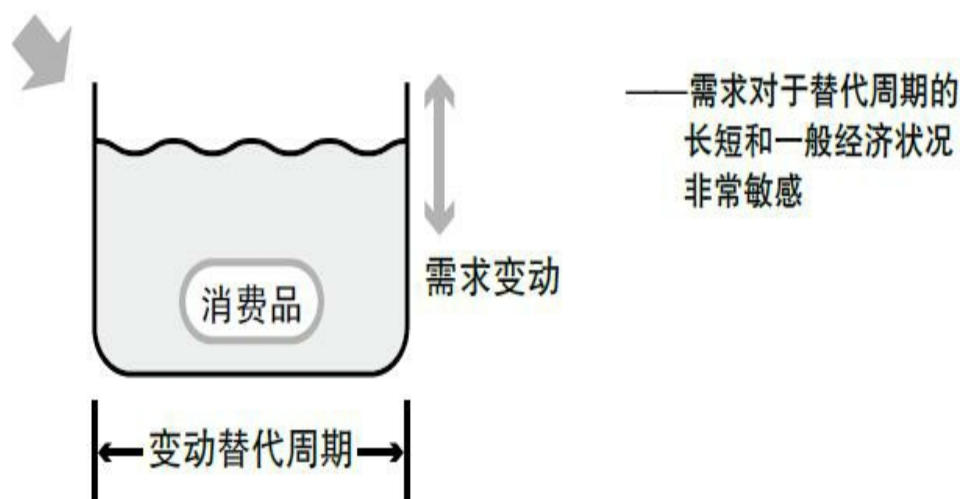 ——需求对于替代周期的
长短和一般经济状况
非常敏感
需求变动
消费品
变动替代周期